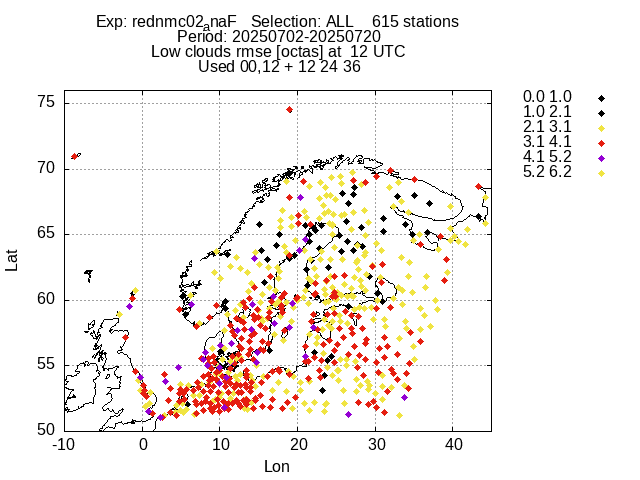 Exp: rednmc02anaF Selection: ALL 615 stations
Period: 20250702-20250720
Low clouds rmse [octas] at 12 UTC
Used 00,12 + 12 24 36
75
70
65
60
55
50
-10 0 10 20 30 40
Lat
Lon
0.0 1.0
1.0 2.1
2.1 3.1
3.1 4.1
4.1 5.2
5.2 6.2